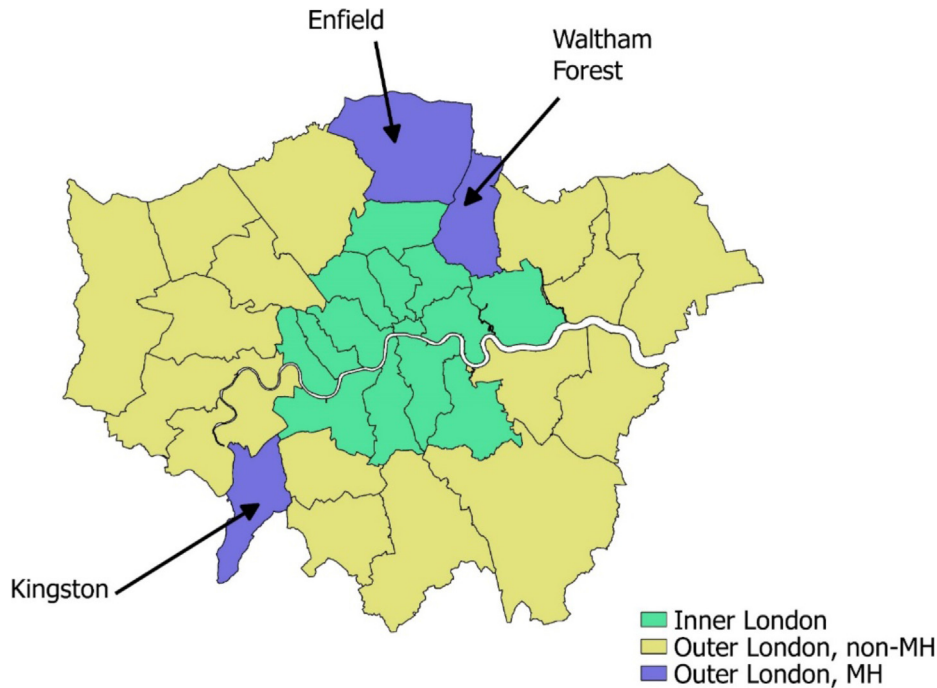 Enfield
Waltham
Forest
Kingston
Inner London
Outer London, non-MH
Outer London, MH